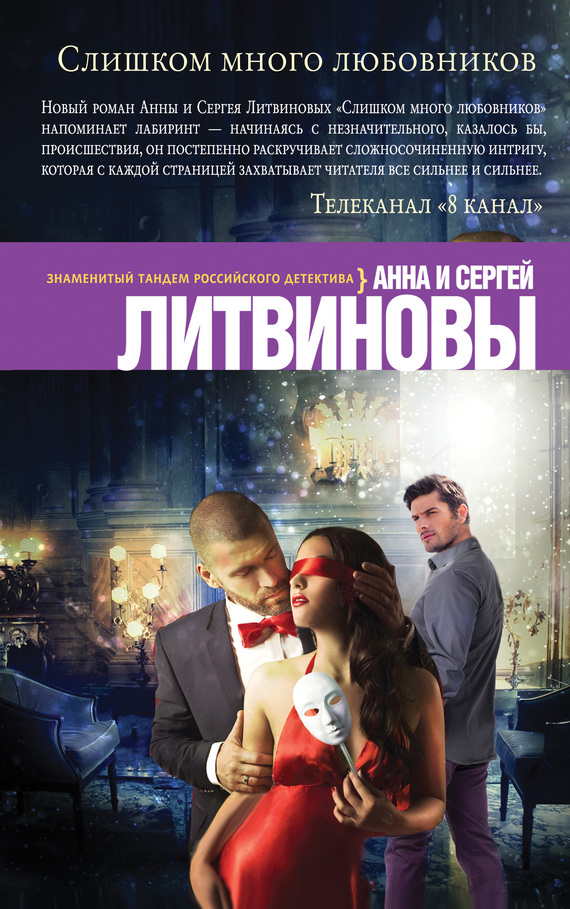 Слишком много любовников
Новый роман Анны и Сергея Литвиновых «Слишком много любовников»
напоминает лабиринт — начинаясь с незначительного, казалось бы,
происшествия, он постепенно раскручивает сложносочиненную интригу,
которая с каждой страницей захватывает читателя все сильнее и сильнее.
Телеканал «8 канал»
ЗНАМЕНИТЫЙ ТАНДЕМ РОССИЙСКОГО ДЕТЕКТИВА } АННА И СЕРГЕЙ
ЛИТВИНОВЫ